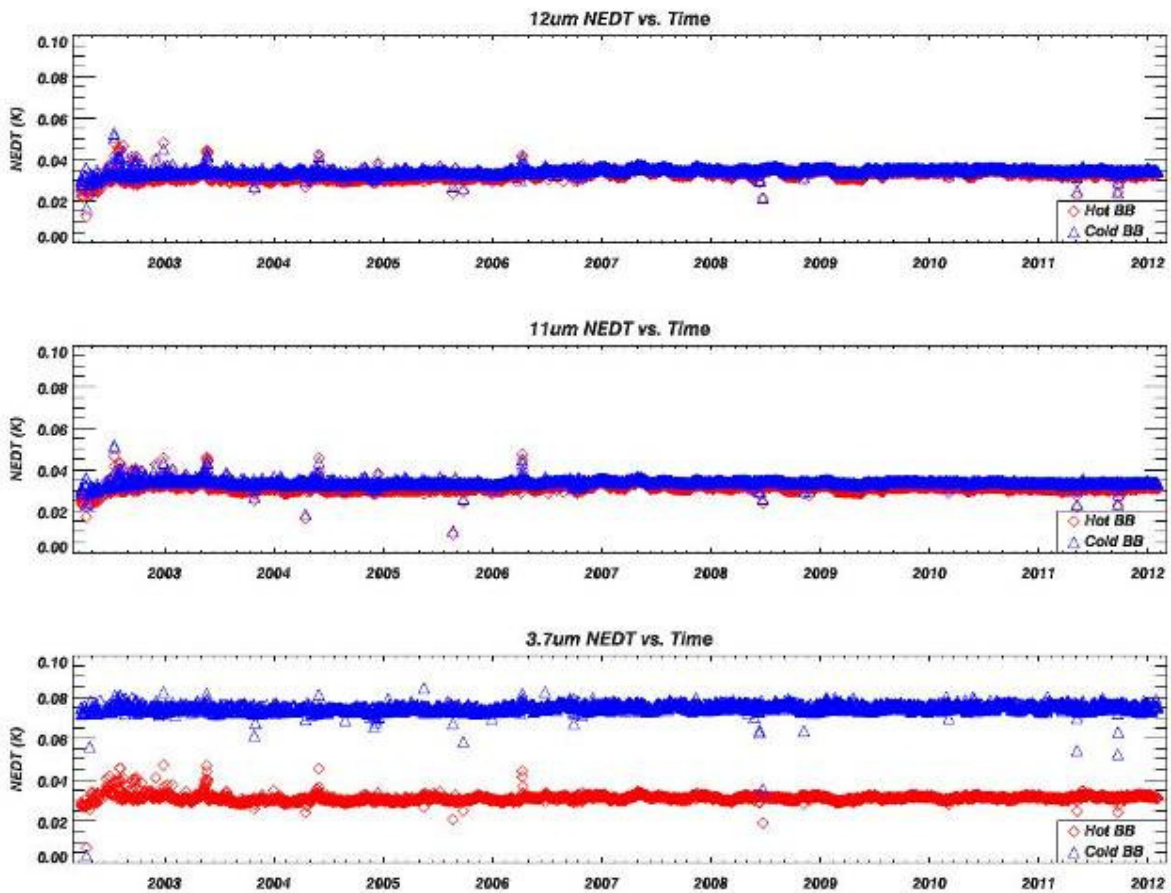 12um NEDT vs. Time
0.10
0.08
0.06
0.04
0.02
0.00
NEDT (K)
Hot BB
Cold BB
2003 2004 2005 2006 2007 2008 2009 2010 2011 2012
11um NEDT vs. Time
0.10
0.08
0.06
0.04
0.02
0.00
NEDT (K)
Hot BB
Cold BB
2003 2004 2005 2006 2007 2008 2009 2010 2011 2012
3.7um NEDT vs. Time
0.10
0.08
0.06
0.04
0.02
0.00
NEDT (K)
Hot BB
Cold BB
2003 2004 2005 2006 2007 2008 2009 2010 2011 2012